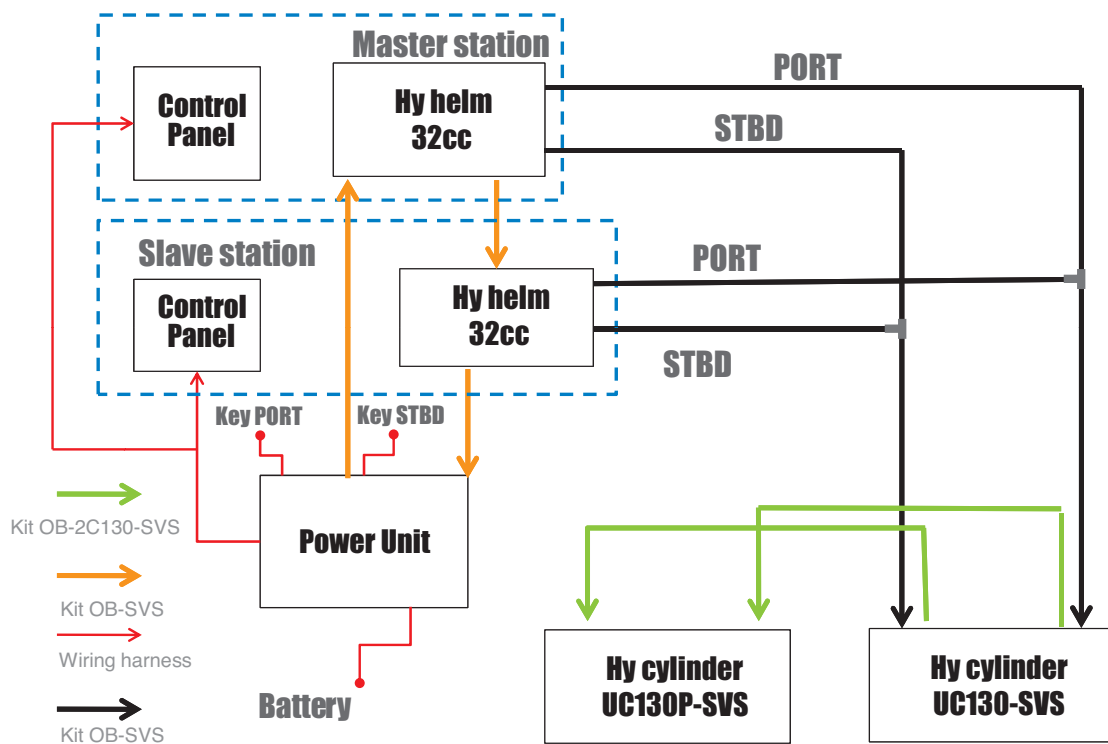 Master station
PORT
Control
Panel
Hy helm
32cc
STBD
Slave station
PORT
Control
Panel
Hy helm
32cc
STBD
Key PORT
Key STBD
Kit OB-2C130-SVS
Power Unit
Kit OB-SVS
Wiring harness
Battery
Kit OB-SVS
Hy cylinder
UC130P-SVS
Hy cylinder
UC130-SVS